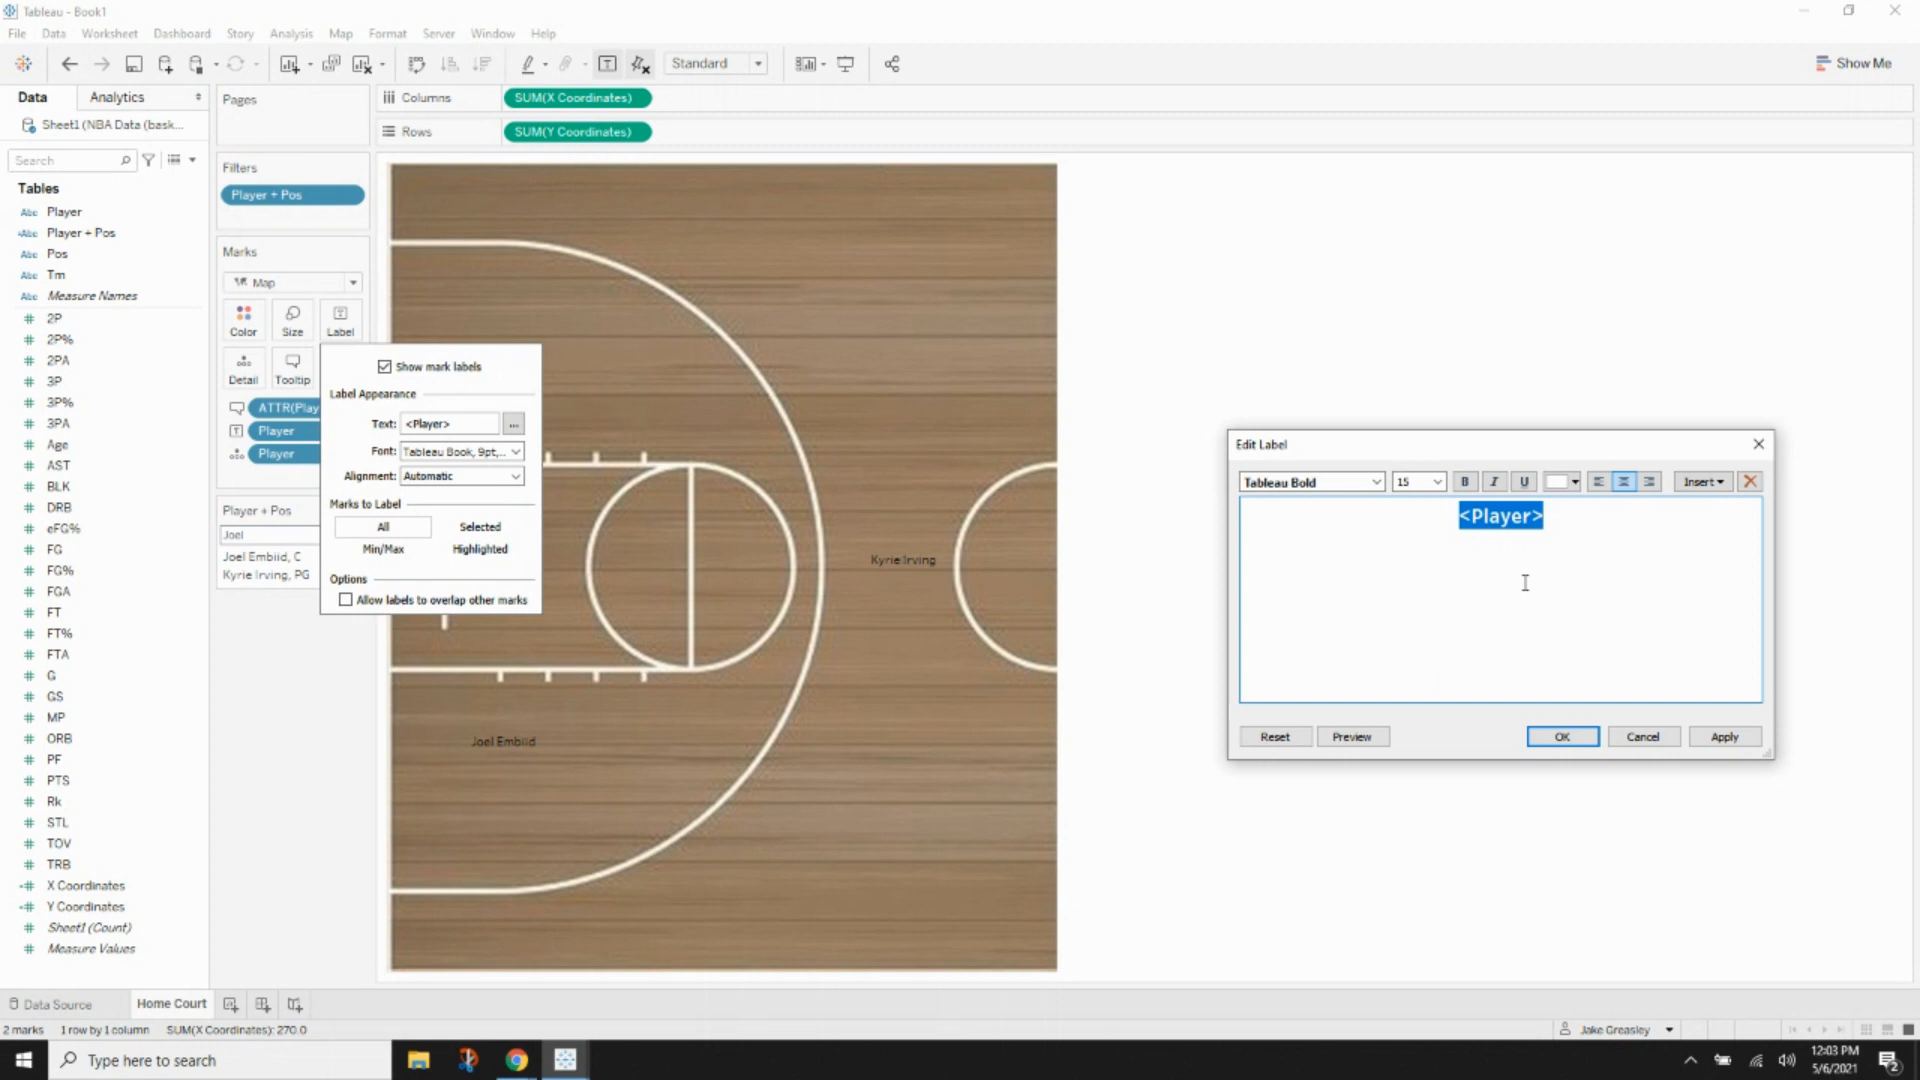 Tableau - Book1
File Data Worksheet Dashboard Story Analysis Map Format Server Window Help
Standard
Show Me
Data Analytics
Sheet1 (NBA Data (bask...
Search
Tables
Abc Player
Abc Player + Pos
Abc Pos
Abc Tm
Abc Measure Names
# 2P
# 2P%
# 2PA
# 3P
# 3P%
# 3PA
# Age
# AST
# BLK
# DRB
# eFG%
# FG
# FG%
# FGA
# FT
# FT%
# FTA
# G
# GS
# MP
# ORB
# PF
# PTS
# Rk
# STL
# TOV
# TRB
# X Coordinates
# Y Coordinates
# Sheet1 (Count)
# Measure Values
Pages
Filters
Player + Pos
Marks
Map
Color Size Label
Detail Tooltip
ATTR(Play
Player
Player
Player + Pos
Joel
Joel Embiid, C
Kyrie Irving, PG
Columns SUM(X Coordinates)
Rows SUM(Y Coordinates)
Show mark labels
Label Appearance
Text: <Player> ...
Font: Tableau Book, 9pt,...
Alignment: Automatic
Marks to Label
All Selected
Min/Max Highlighted
Options
Allow labels to overlap other marks
Kyrie Irving
Joel Embiid
Edit Label
Tableau Bold 15 B I U Insert
<Player>
Reset Preview OK Cancel Apply
Data Source Home Court
2 marks 1 row by 1 column SUM(X Coordinates): 270.0
Jake Greasley
Type here to search
12:03 PM
5/6/2021
2